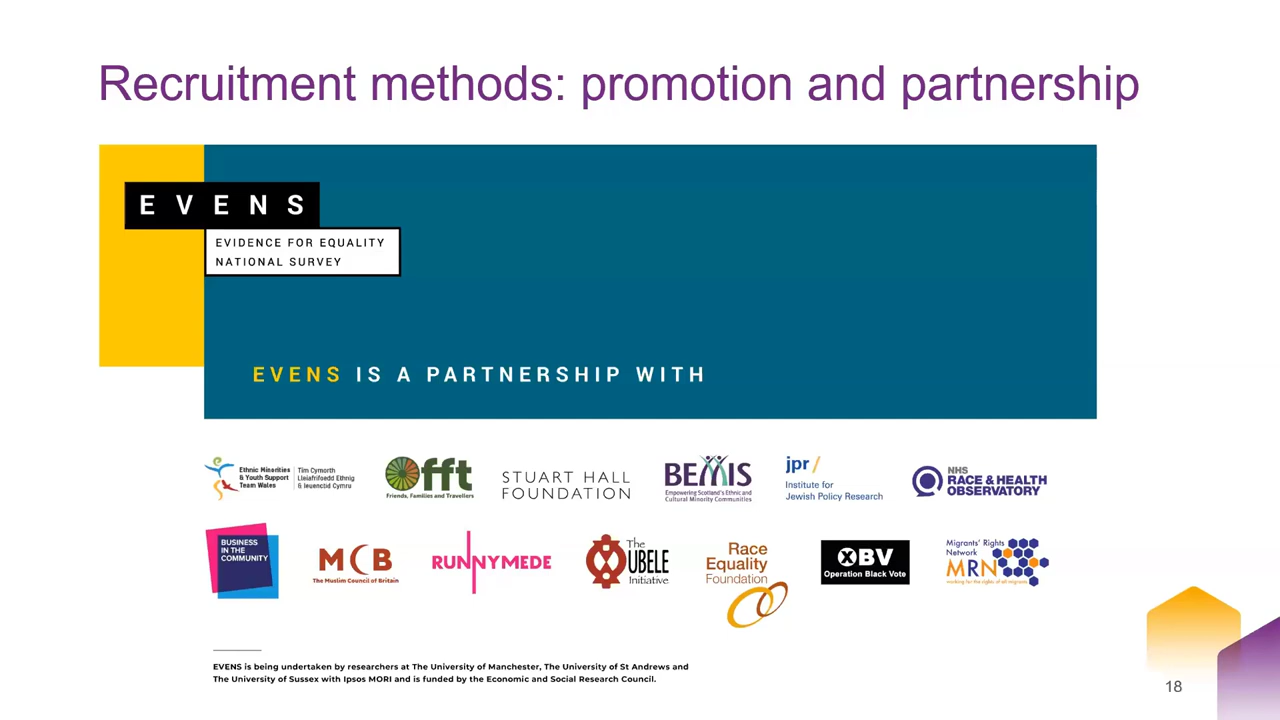 Recruitment methods: promotion and partnership
EVENS
EVIDENCE FOR EQUALITY
NATIONAL SURVEY
EVENS IS A PARTNERSHIP WITH
Ethnic Minorities
& Youth Support
Team Wales
Tîm Cymorth
Lleiafrifoedd Ethnig
& Ieuenctid Cymru
fft
Friends, Families and Travellers
STUART HALL
FOUNDATION
BEMIS
Empowering Scotland's Ethnic and
Cultural Minority Communities
jpr/
Institute for
Jewish Policy Research
NHS
RACE & HEALTH
OBSERVATORY
BUSINESS
IN THE
COMMUNITY
MCB
The Muslim Council of Britain
RUNNYMEDE
The
UBELE
Initiative
Race
Equality
Foundation
OBV
Operation Black Vote
Migrants' Rights
Network
MRN
working for the rights of all migrants
EVENS is being undertaken by researchers at The University of Manchester, The University of St Andrews and
The University of Sussex with Ipsos MORI and is funded by the Economic and Social Research Council.
18